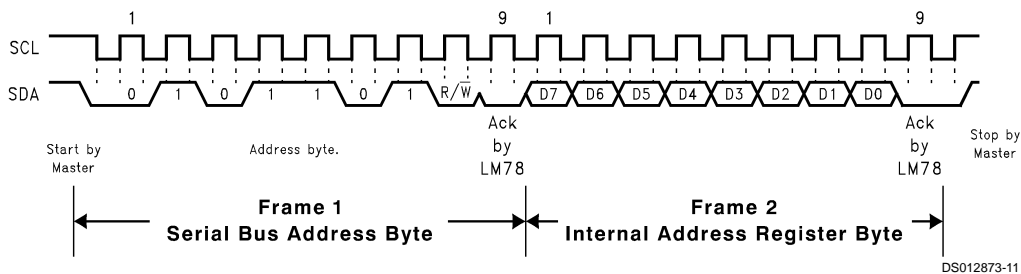 1 9 1 9
SCL
SDA 0 1 0 1 1 0 1 R/W̅ D7 D6 D5 D4 D3 D2 D1 D0
Start by
Master
Address byte.
Ack
by
LM78
Ack
by
LM78
Stop by
Master
Frame 1
Serial Bus Address Byte
Frame 2
Internal Address Register Byte
DS012873-11